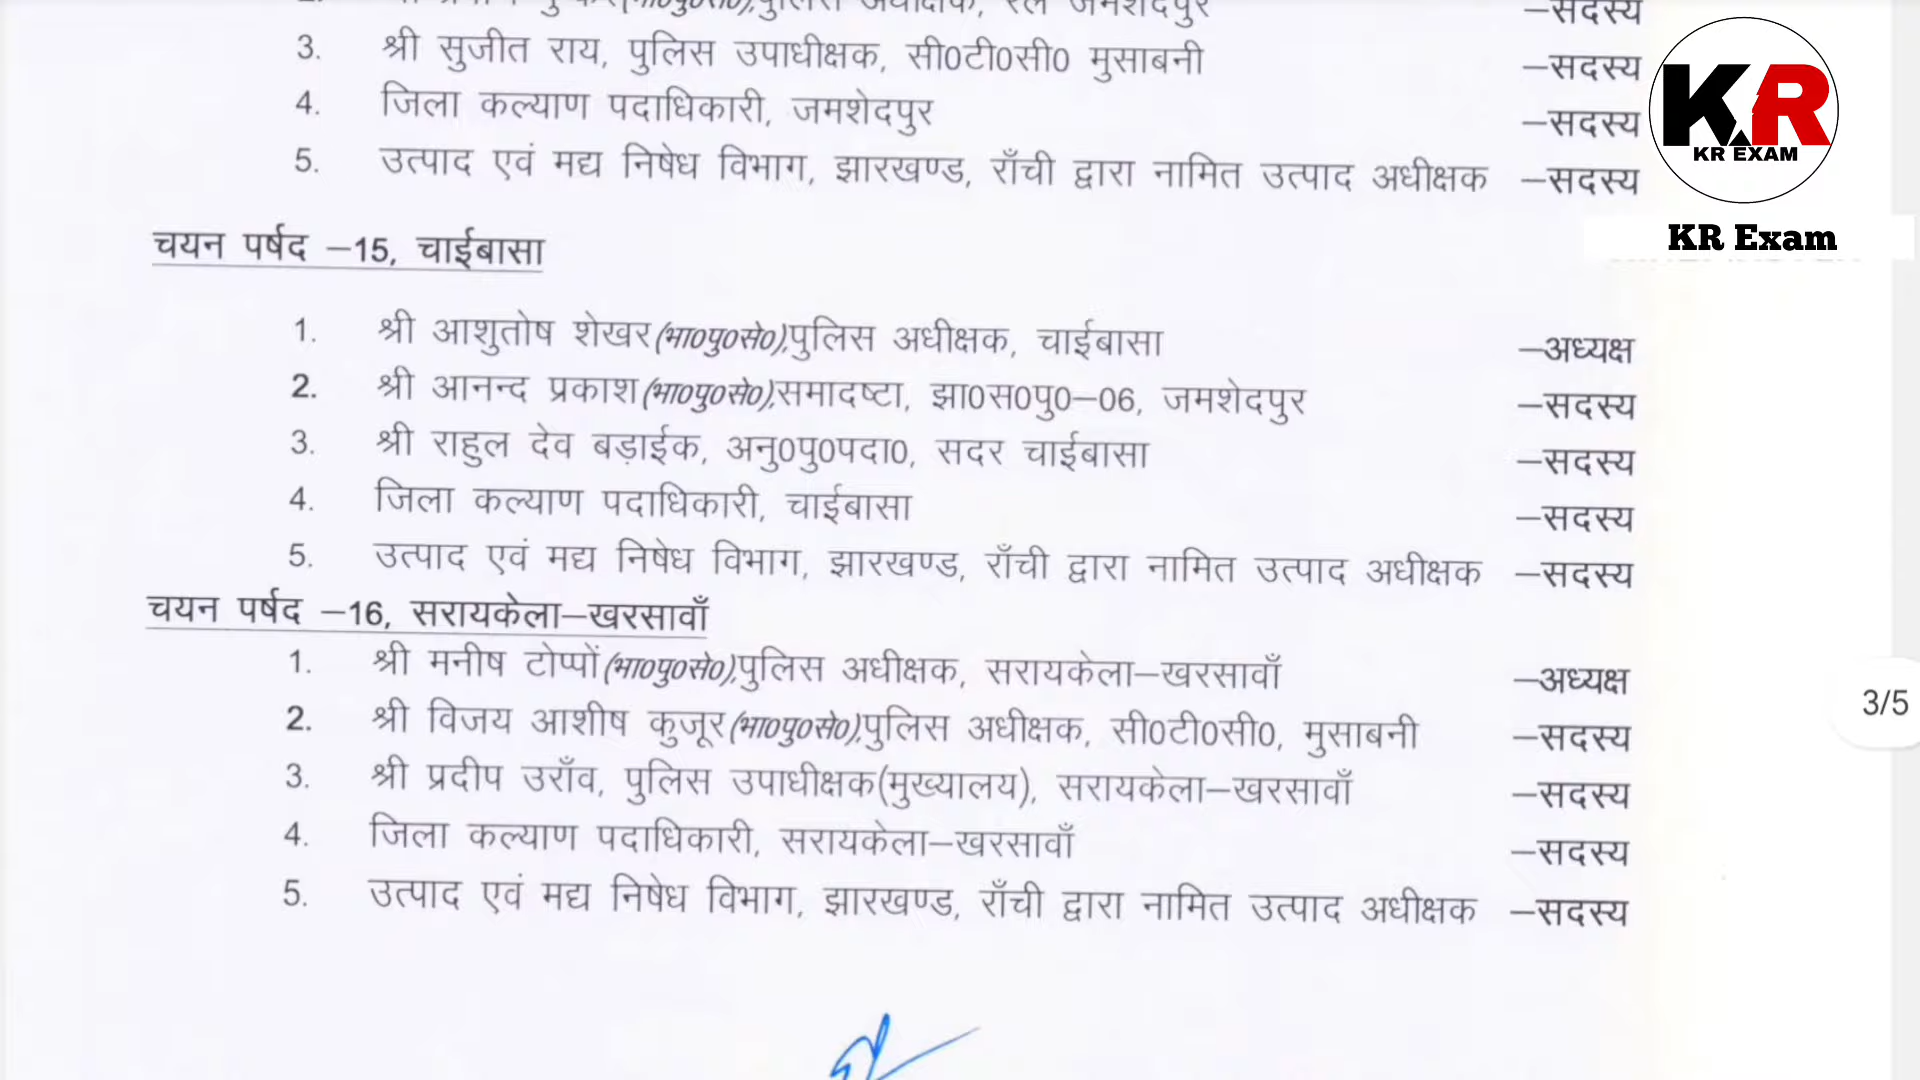 पुलिस अधीक्षक, रेल जमशेदपुर –सदस्य
3. श्री सुजीत राय, पुलिस उपाधीक्षक, सी0टी0सी0 मुसाबनी –सदस्य
4. जिला कल्याण पदाधिकारी, जमशेदपुर –सदस्य
5. उत्पाद एवं मद्य निषेध विभाग, झारखण्ड, राँची द्वारा नामित उत्पाद अधीक्षक –सदस्य
KR
KR EXAM
KR Exam
चयन पर्षद –15, चाईबासा
1. श्री आशुतोष शेखर(भा0पु0से0),पुलिस अधीक्षक, चाईबासा –अध्यक्ष
2. श्री आनन्द प्रकाश(भा0पु0से0),समादष्टा, झा0स0पु0–06, जमशेदपुर –सदस्य
3. श्री राहुल देव बड़ाईक, अनु0पु0पदा0, सदर चाईबासा –सदस्य
4. जिला कल्याण पदाधिकारी, चाईबासा –सदस्य
5. उत्पाद एवं मद्य निषेध विभाग, झारखण्ड, राँची द्वारा नामित उत्पाद अधीक्षक –सदस्य
चयन पर्षद –16, सरायकेला–खरसावाँ
1. श्री मनीष टोप्पों(भा0पु0से0),पुलिस अधीक्षक, सरायकेला–खरसावाँ –अध्यक्ष
2. श्री विजय आशीष कुजूर(भा0पु0से0),पुलिस अधीक्षक, सी0टी0सी0, मुसाबनी –सदस्य
3/5
3. श्री प्रदीप उराँव, पुलिस उपाधीक्षक(मुख्यालय), सरायकेला–खरसावाँ –सदस्य
4. जिला कल्याण पदाधिकारी, सरायकेला–खरसावाँ –सदस्य
5. उत्पाद एवं मद्य निषेध विभाग, झारखण्ड, राँची द्वारा नामित उत्पाद अधीक्षक –सदस्य